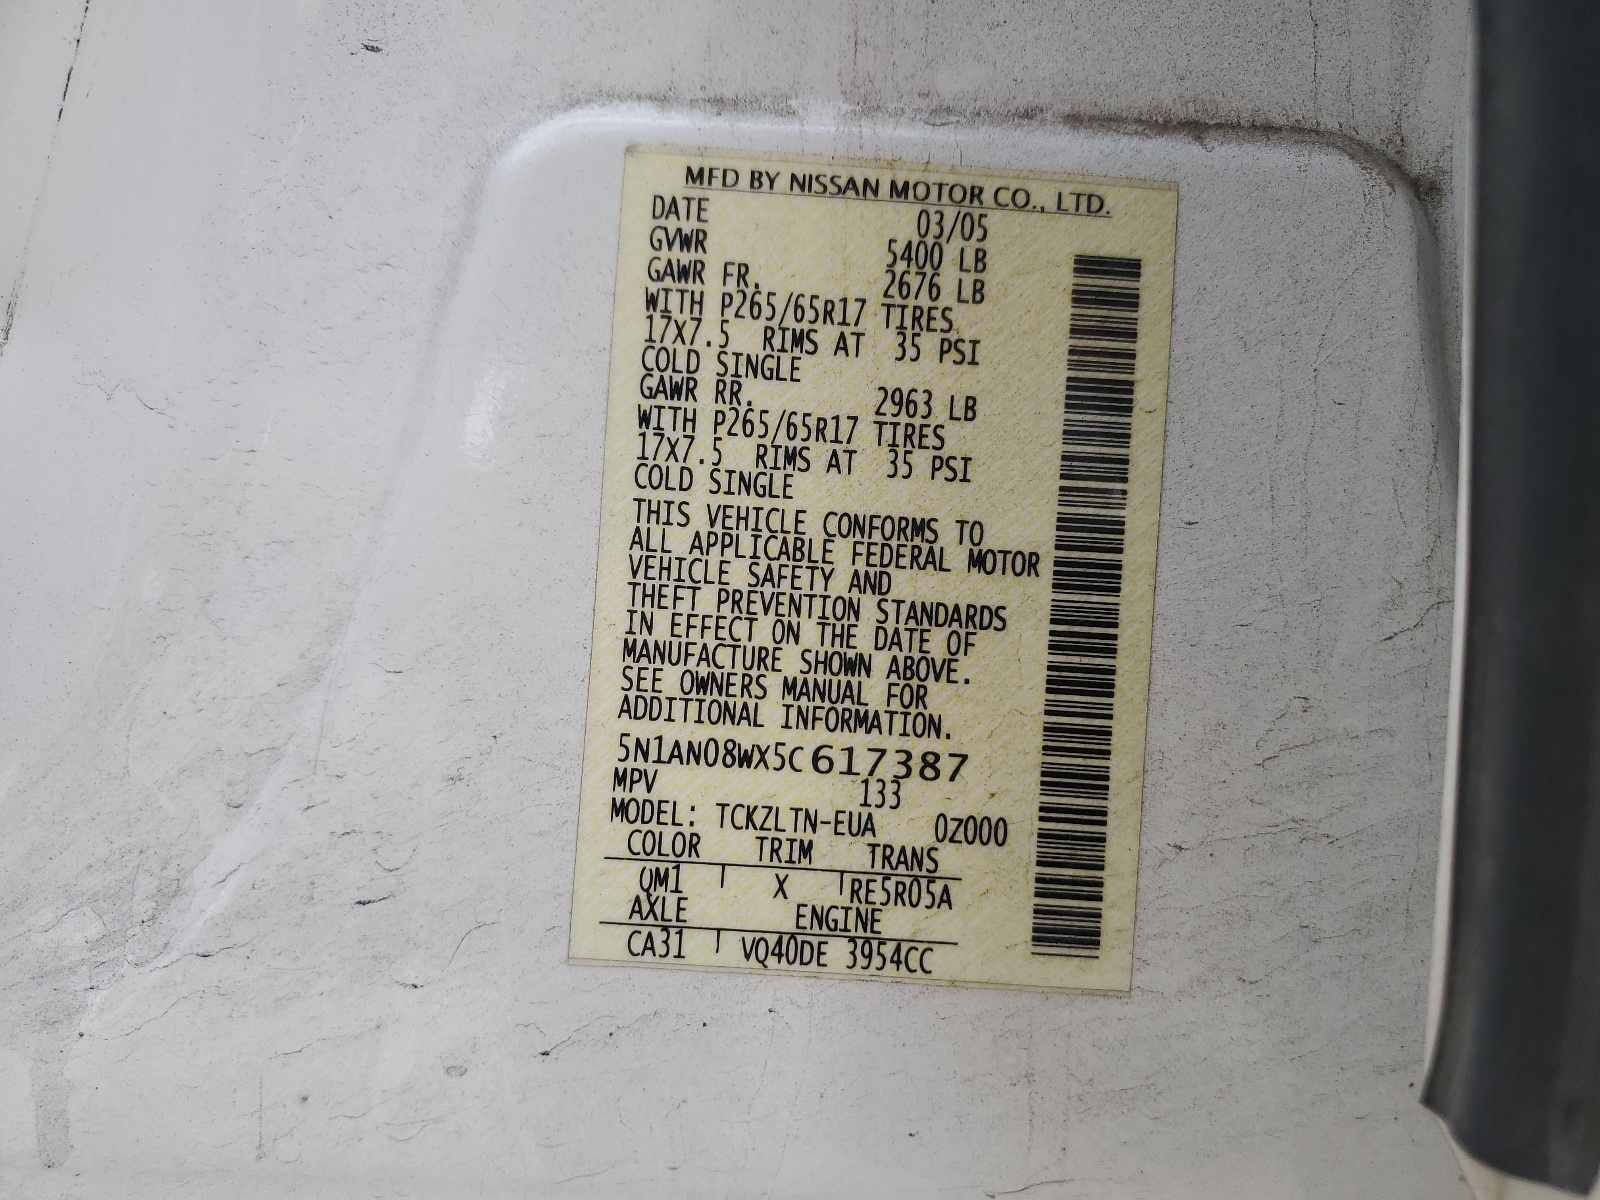 MFD BY NISSAN MOTOR CO., LTD.
DATE 03/05
GVWR 5400 LB
GAWR FR. 2676 LB
WITH P265/65R17 TIRES
17X7.5 RIMS AT 35 PSI
COLD SINGLE
GAWR RR. 2963 LB
WITH P265/65R17 TIRES
17X7.5 RIMS AT 35 PSI
COLD SINGLE
THIS VEHICLE CONFORMS TO
ALL APPLICABLE FEDERAL MOTOR
VEHICLE SAFETY AND
THEFT PREVENTION STANDARDS
IN EFFECT ON THE DATE OF
MANUFACTURE SHOWN ABOVE.
SEE OWNERS MANUAL FOR
ADDITIONAL INFORMATION.
5N1AN08WX5C617387
MPV 133
MODEL: TCKZLTN-EUA 0Z000
COLOR TRIM TRANS
QM1 X RE5R05A
AXLE ENGINE
CA31 VQ40DE 3954CC